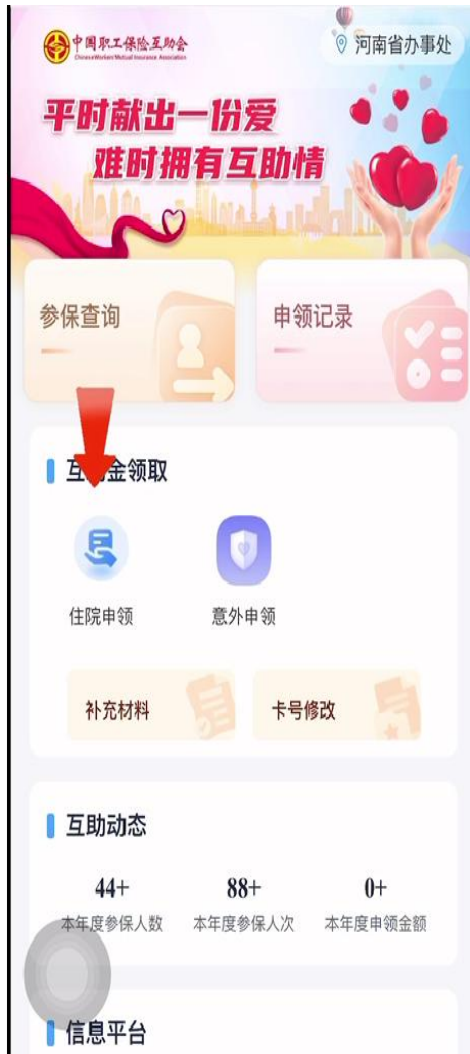 中国职工保险互助会
ChineseWorkers'Mutual Insurance Association
河南省办事处
平时献出一份爱
难时拥有互助情
参保查询
申领记录
互助金领取
住院申领
意外申领
补充材料
卡号修改
互助动态
44+
88+
0+
本年度参保人数
本年度参保人次
本年度申领金额
信息平台